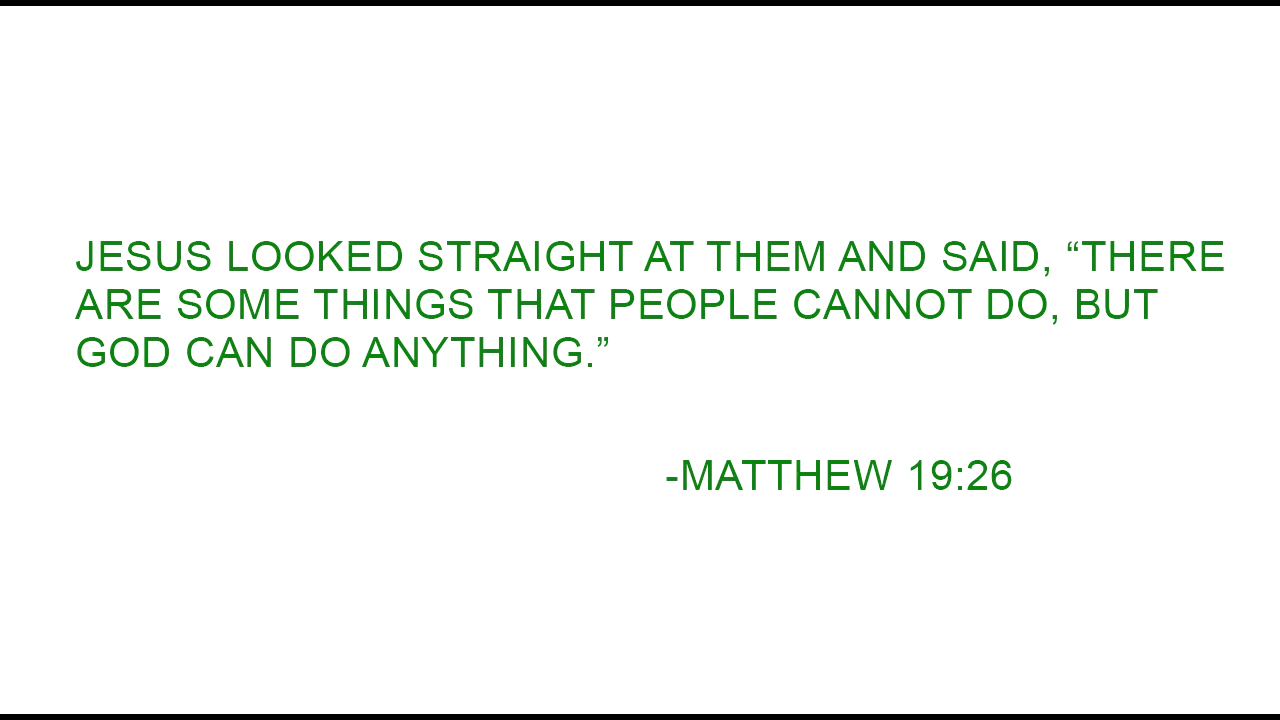 JESUS LOOKED STRAIGHT AT THEM AND SAID, “THERE
ARE SOME THINGS THAT PEOPLE CANNOT DO, BUT
GOD CAN DO ANYTHING.”
-MATTHEW 19:26